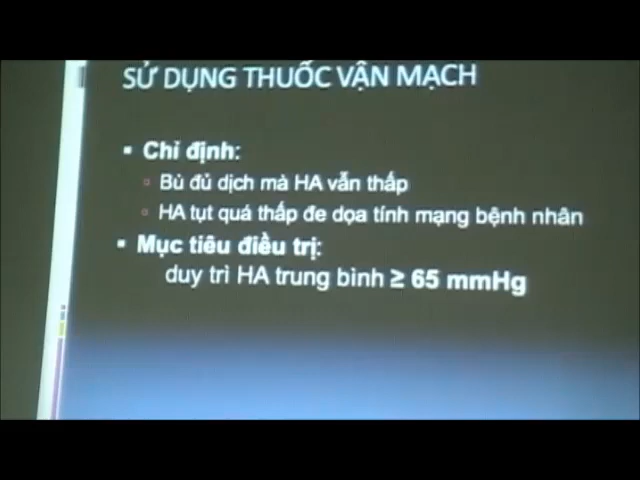 SỬ DỤNG THUỐC VẬN MẠCH
▪ Chỉ định:
▫ Bù đủ dịch mà HA vẫn thấp
▫ HA tụt quá thấp đe dọa tính mạng bệnh nhân
▪ Mục tiêu điều trị:
duy trì HA trung bình ≥ 65 mmHg